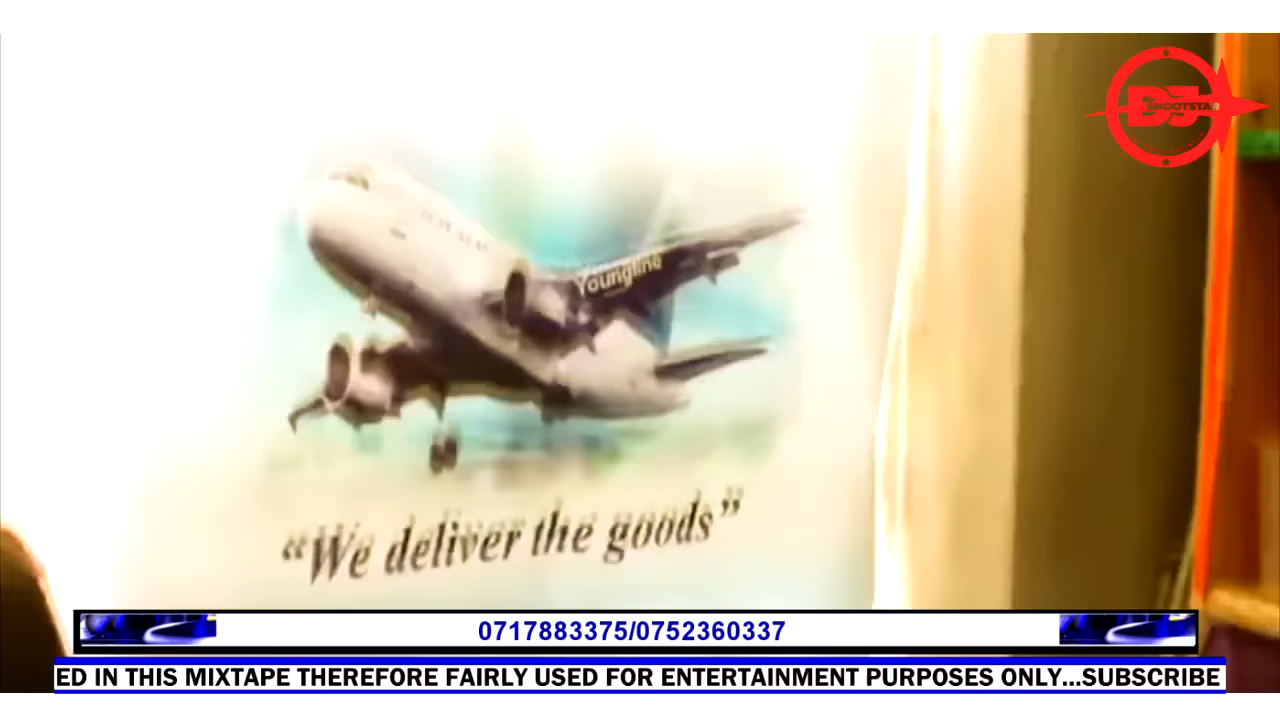 DJ
SHOOTSTAR
Youngline
“We deliver the goods”
0717883375/0752360337
ED IN THIS MIXTAPE THEREFORE FAIRLY USED FOR ENTERTAINMENT PURPOSES ONLY...SUBSCRIBE